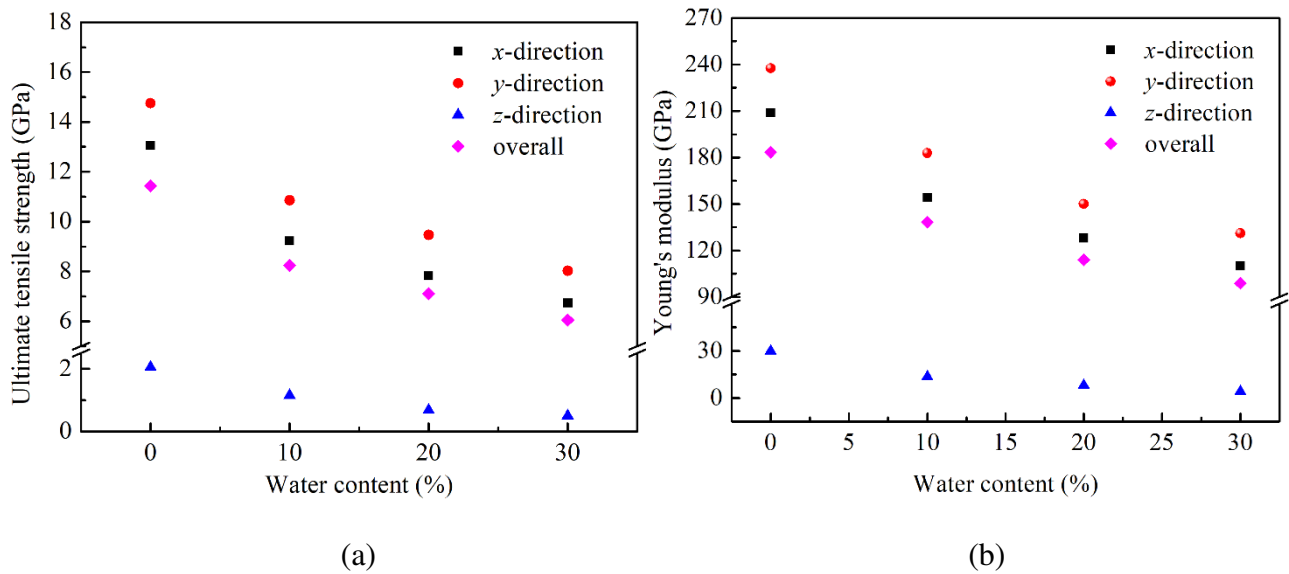 18
16
14
12
10
8
6
2
0
Ultimate tensile strength (GPa)
x-direction
y-direction
z-direction
overall
0 10 20 30
Water content (%)
(a)
270
240
210
180
150
120
90
30
0
Young's modulus (GPa)
x-direction
y-direction
z-direction
overall
0 5 10 15 20 25 30
Water content (%)
(b)